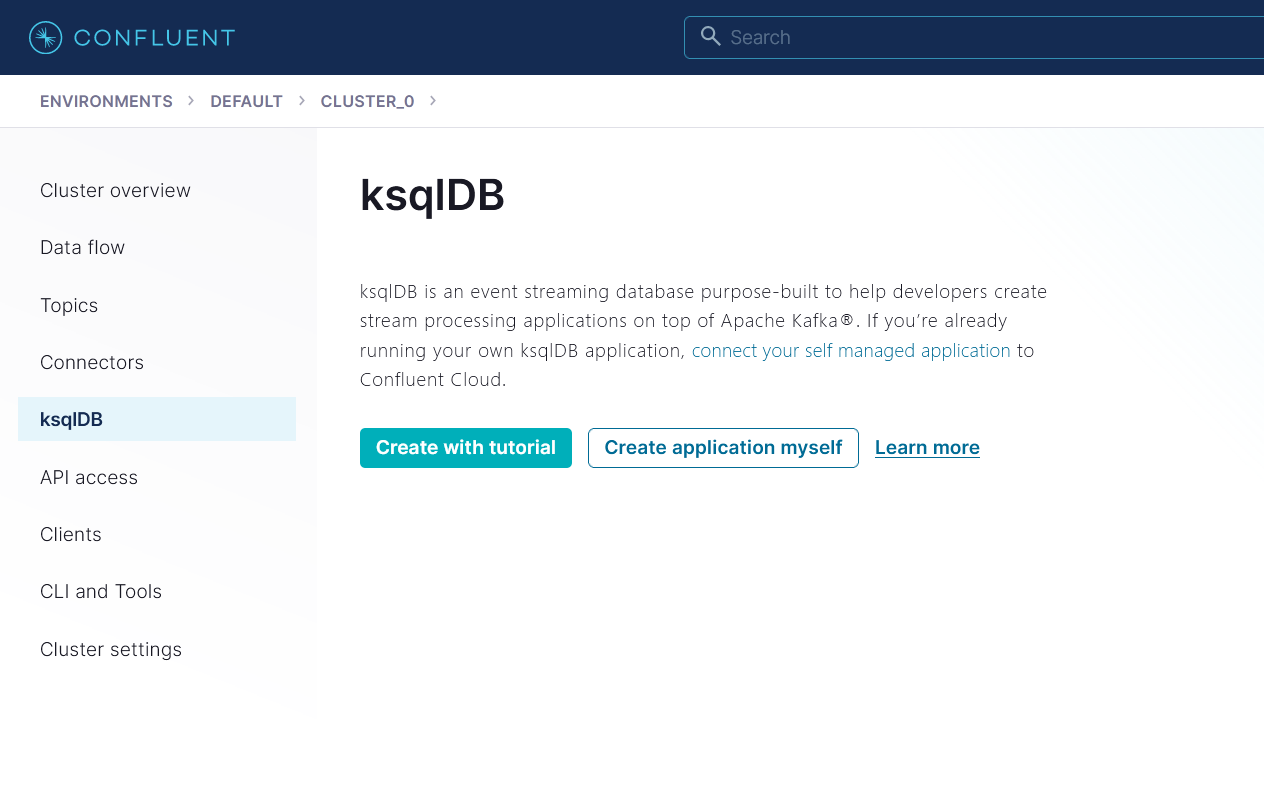 CONFLUENT
Search
ENVIRONMENTS > DEFAULT > CLUSTER_0 >
Cluster overview
Data flow
Topics
Connectors
ksqlDB
API access
Clients
CLI and Tools
Cluster settings
ksqlDB
ksqlDB is an event streaming database purpose-built to help developers create
stream processing applications on top of Apache Kafka®. If you’re already
running your own ksqlDB application, connect your self managed application to
Confluent Cloud.
Create with tutorial Create application myself Learn more